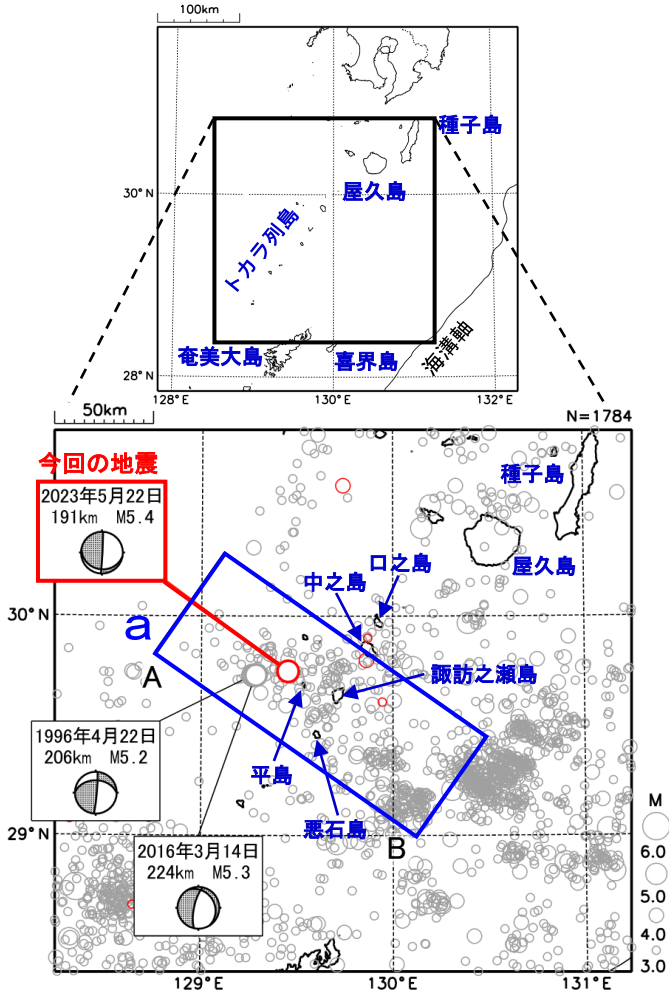 100km
種子島
屋久島
30°N
トカラ列島
奄美大島
喜界島
海溝軸
28°N
128°E
130°E
132°E
50km
N=1784
今回の地震
2023年5月22日
191km M5.4
種子島
屋久島
口之島
中之島
30°N
a
A
諏訪之瀬島
1996年4月22日
206km M5.2
平島
悪石島
29°N
B
2016年3月14日
224km M5.3
M
6.0
5.0
4.0
3.0
129°E
130°E
131°E